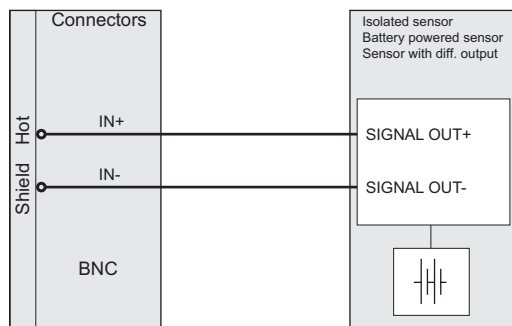 Connectors
Hot
Shield
IN+
IN-
BNC
Isolated sensor
Battery powered sensor
Sensor with diff. output
SIGNAL OUT+
SIGNAL OUT-